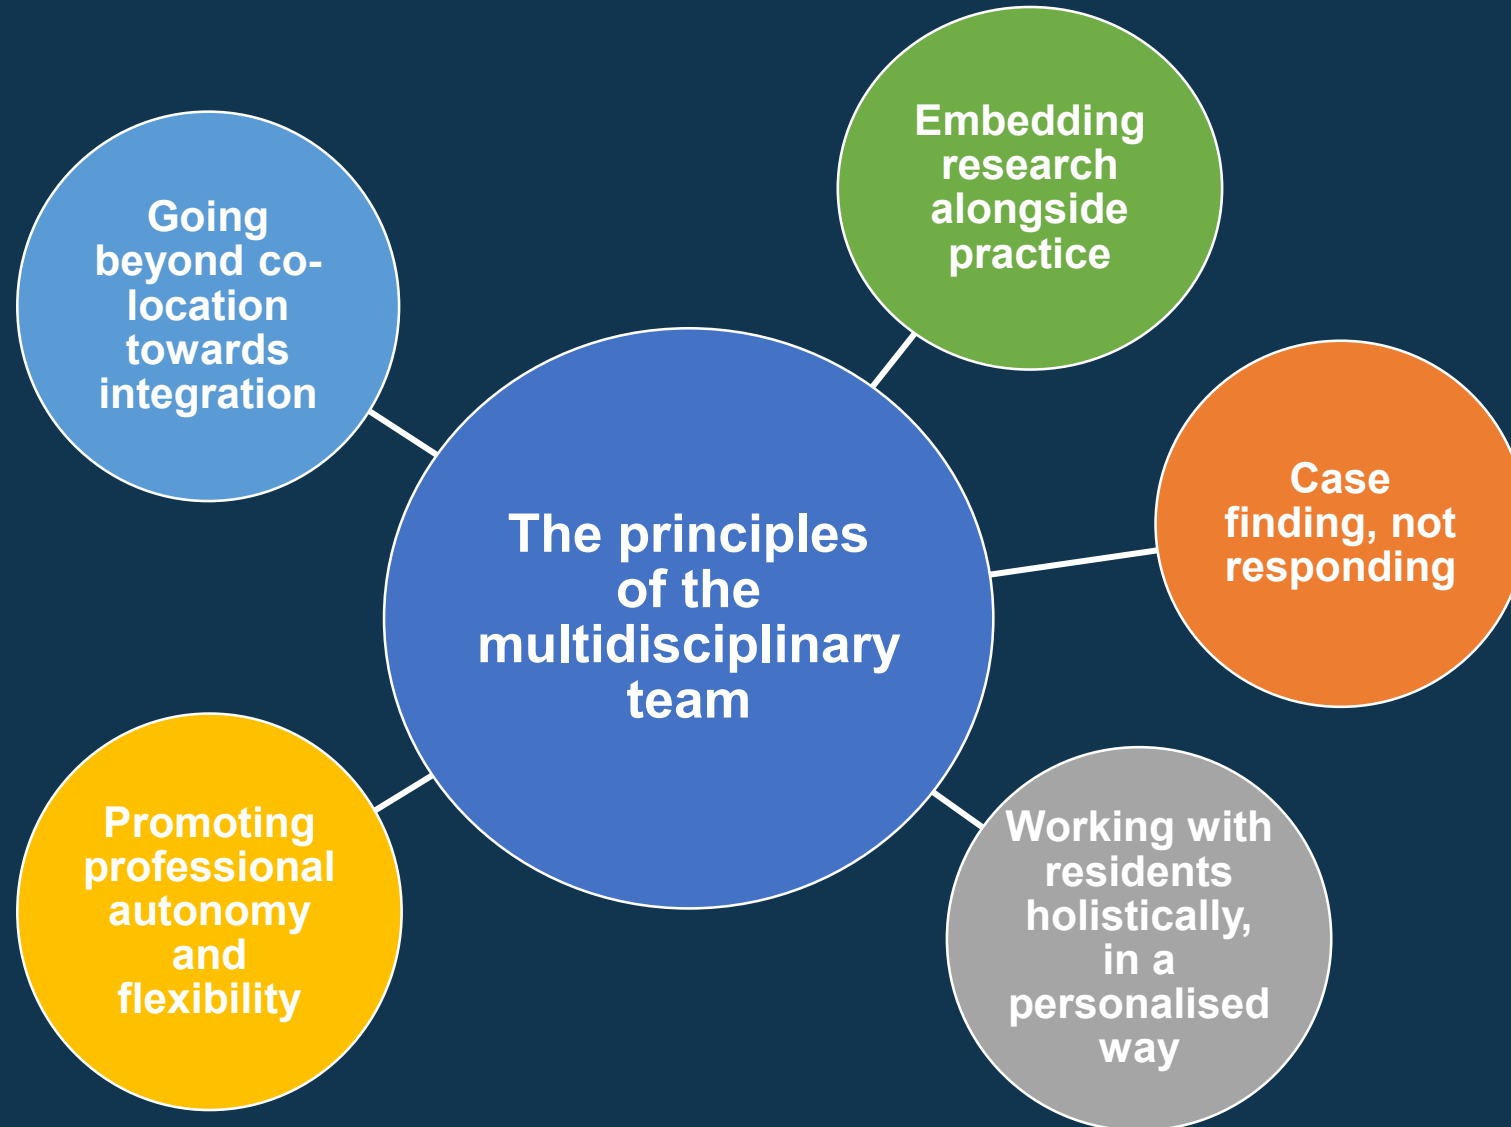 Embedding
research
alongside
practice
Going
beyond co-
location
towards
integration
Case
finding, not
responding
The principles
of the
multidisciplinary
team
Promoting
professional
autonomy
and
flexibility
Working with
residents
holistically,
in a
personalised
way